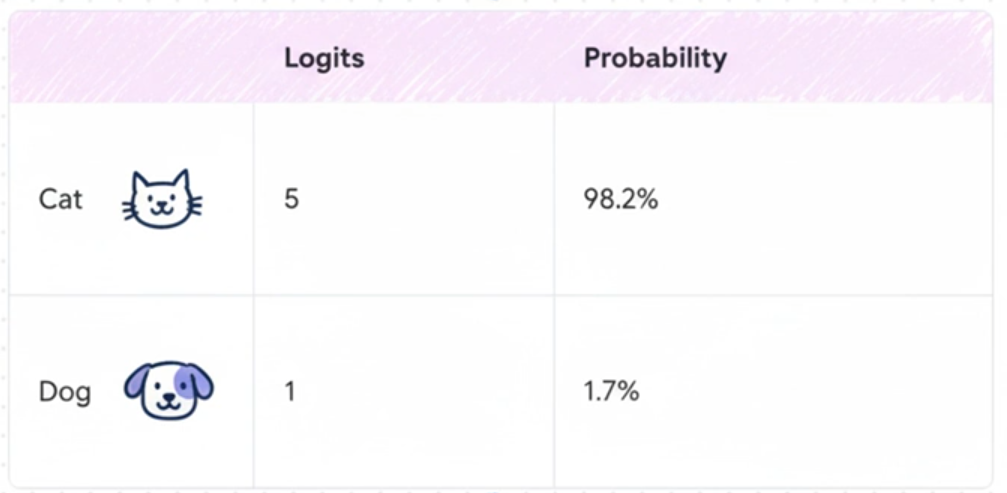 Logits Probability
Cat 5 98.2%
Dog 1 1.7%